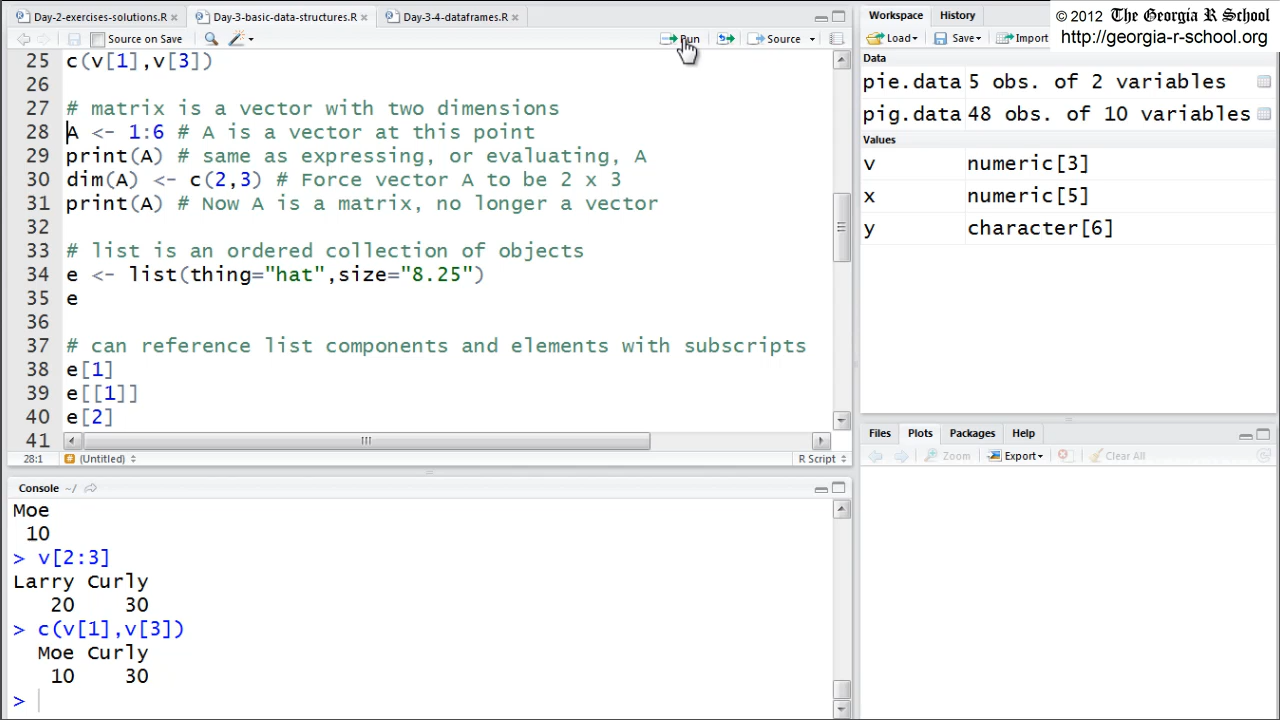 Day-2-exercises-solutions.R × Day-3-basic-data-structures.R × Day-3-4-dataframes.R ×
Source on Save Run Source
25 c(v[1],v[3])
26
27 # matrix is a vector with two dimensions
28 A <- 1:6 # A is a vector at this point
29 print(A) # same as expressing, or evaluating, A
30 dim(A) <- c(2,3) # Force vector A to be 2 x 3
31 print(A) # Now A is a matrix, no longer a vector
32
33 # list is an ordered collection of objects
34 e <- list(thing="hat",size="8.25")
35 e
36
37 # can reference list components and elements with subscripts
38 e[1]
39 e[[1]]
40 e[2]
41
28:1 # (Untitled) R Script
Console ~/
Moe
10
> v[2:3]
Larry Curly
20 30
> c(v[1],v[3])
Moe Curly
10 30
>
Workspace History
© 2012 The Georgia R School
http://georgia-r-school.org
Load Save Import
Data
pie.data 5 obs. of 2 variables
pig.data 48 obs. of 10 variables
Values
v numeric[3]
x numeric[5]
y character[6]
Files Plots Packages Help
Zoom Export Clear All